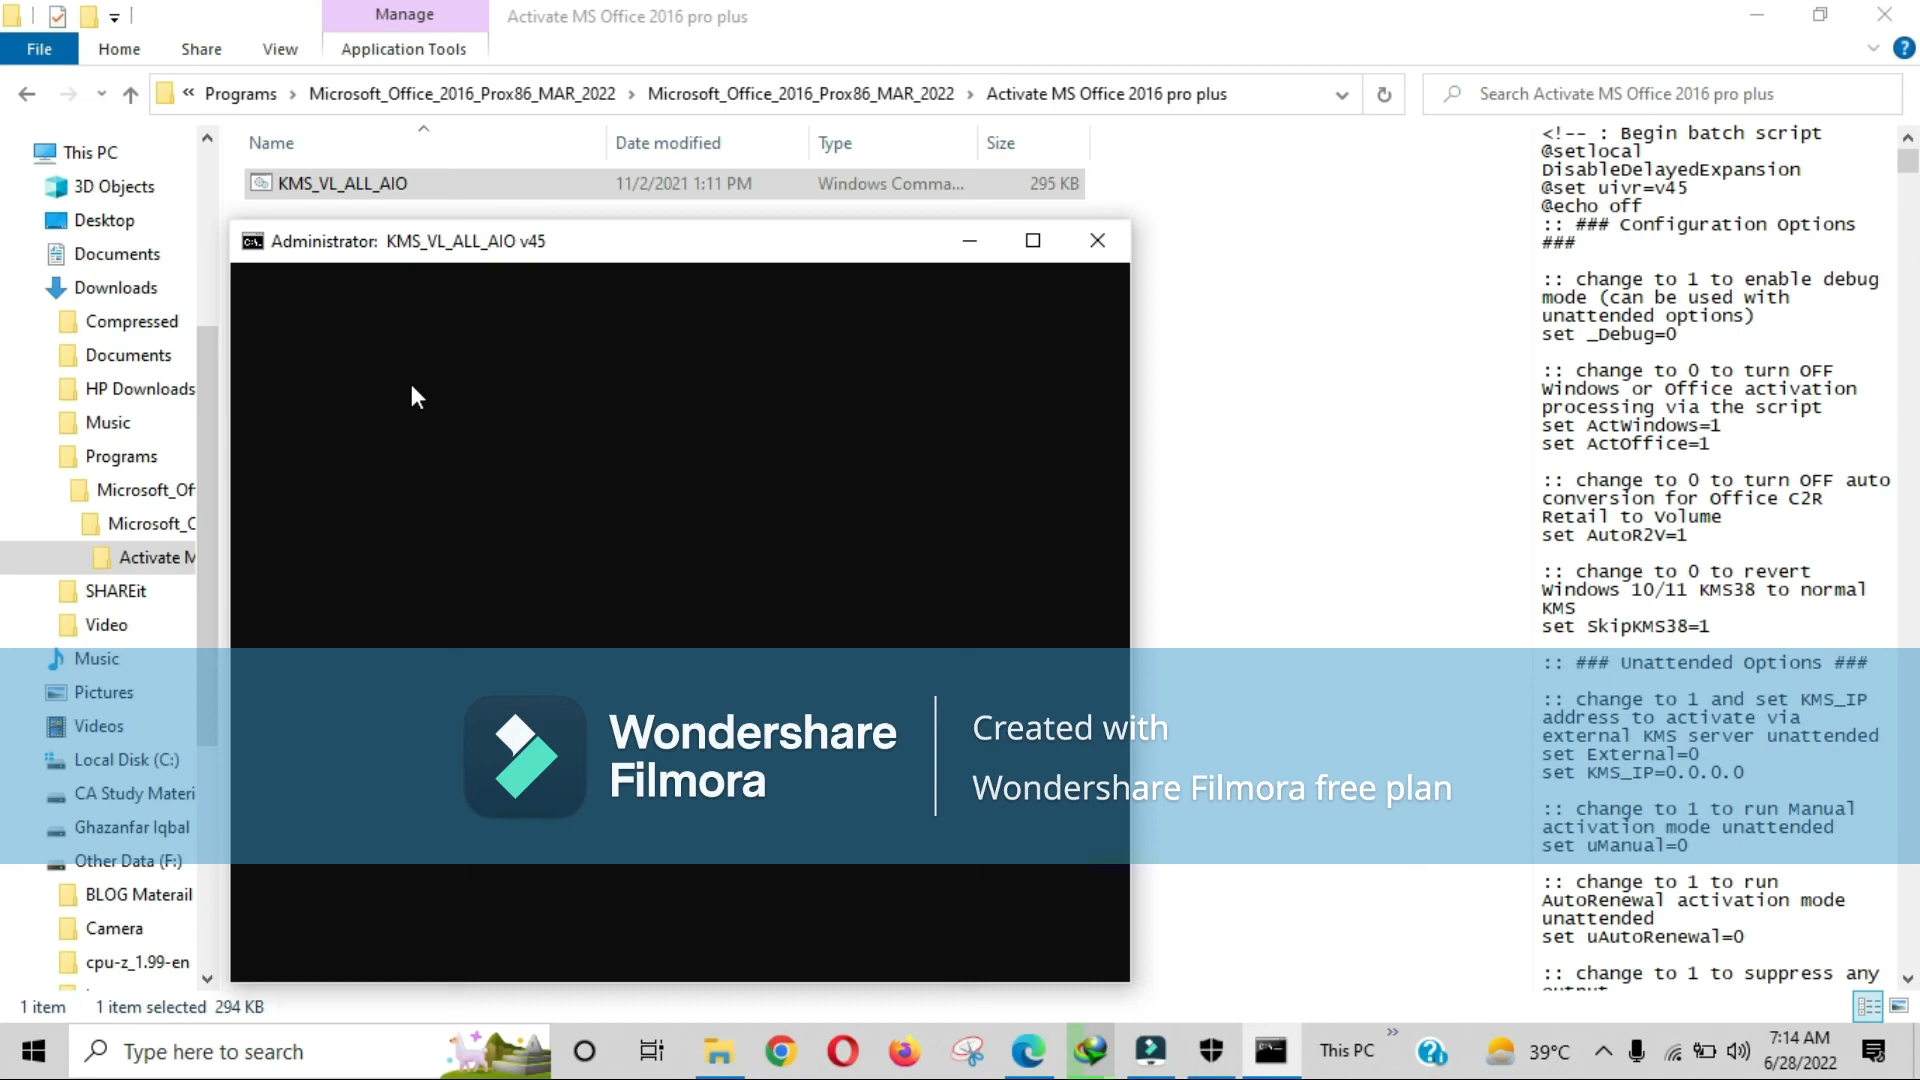 Manage
Activate MS Office 2016 pro plus
File
Home
Share
View
Application Tools
« Programs › Microsoft_Office_2016_Prox86_MAR_2022 › Microsoft_Office_2016_Prox86_MAR_2022 › Activate MS Office 2016 pro plus
Search Activate MS Office 2016 pro plus
Name
Date modified
Type
Size
KMS_VL_ALL_AIO
11/2/2021 1:11 PM
Windows Comma...
295 KB
This PC
3D Objects
Desktop
Documents
Downloads
Compressed
Documents
HP Downloads
Music
Programs
Microsoft_Of
Microsoft_C
Activate M
SHAREit
Video
Music
Pictures
Videos
Local Disk (C:)
CA Study Materi
Ghazanfar Iqbal
Other Data (F:)
BLOG Materail
Camera
cpu-z_1.99-en
Administrator: KMS_VL_ALL_AIO v45
Wondershare
Filmora
Created with
Wondershare Filmora free plan
<!-- : Begin batch script
@setlocal
DisableDelayedExpansion
@set uivr=v45
@echo off
:: ### Configuration Options
###
:: change to 1 to enable debug
mode (can be used with
unattended options)
set _Debug=0
:: change to 0 to turn OFF
Windows or Office activation
processing via the script
set ActWindows=1
set ActOffice=1
:: change to 0 to turn OFF auto
conversion for Office C2R
Retail to Volume
set AutoR2V=1
:: change to 0 to revert
Windows 10/11 KMS38 to normal
KMS
set SkipKMS38=1
:: ### Unattended Options ###
:: change to 1 and set KMS_IP
address to activate via
external KMS server unattended
set External=0
set KMS_IP=0.0.0.0
:: change to 1 to run Manual
activation mode unattended
set uManual=0
:: change to 1 to run
AutoRenewal activation mode
unattended
set uAutoRenewal=0
:: change to 1 to suppress any
1 item
1 item selected 294 KB
Type here to search
This PC
39°C
7:14 AM
6/28/2022